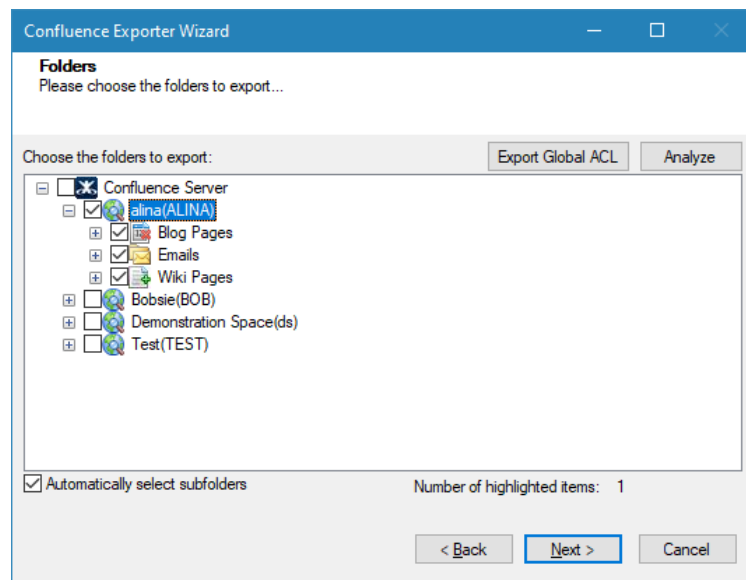 Confluence Exporter Wizard
Folders
Please choose the folders to export...
Choose the folders to export: Export Global ACL Analyze
Confluence Server
alina(ALINA)
Blog Pages
Emails
Wiki Pages
Bobsie(BOB)
Demonstration Space(ds)
Test(TEST)
Automatically select subfolders Number of highlighted items: 1
< Back Next > Cancel